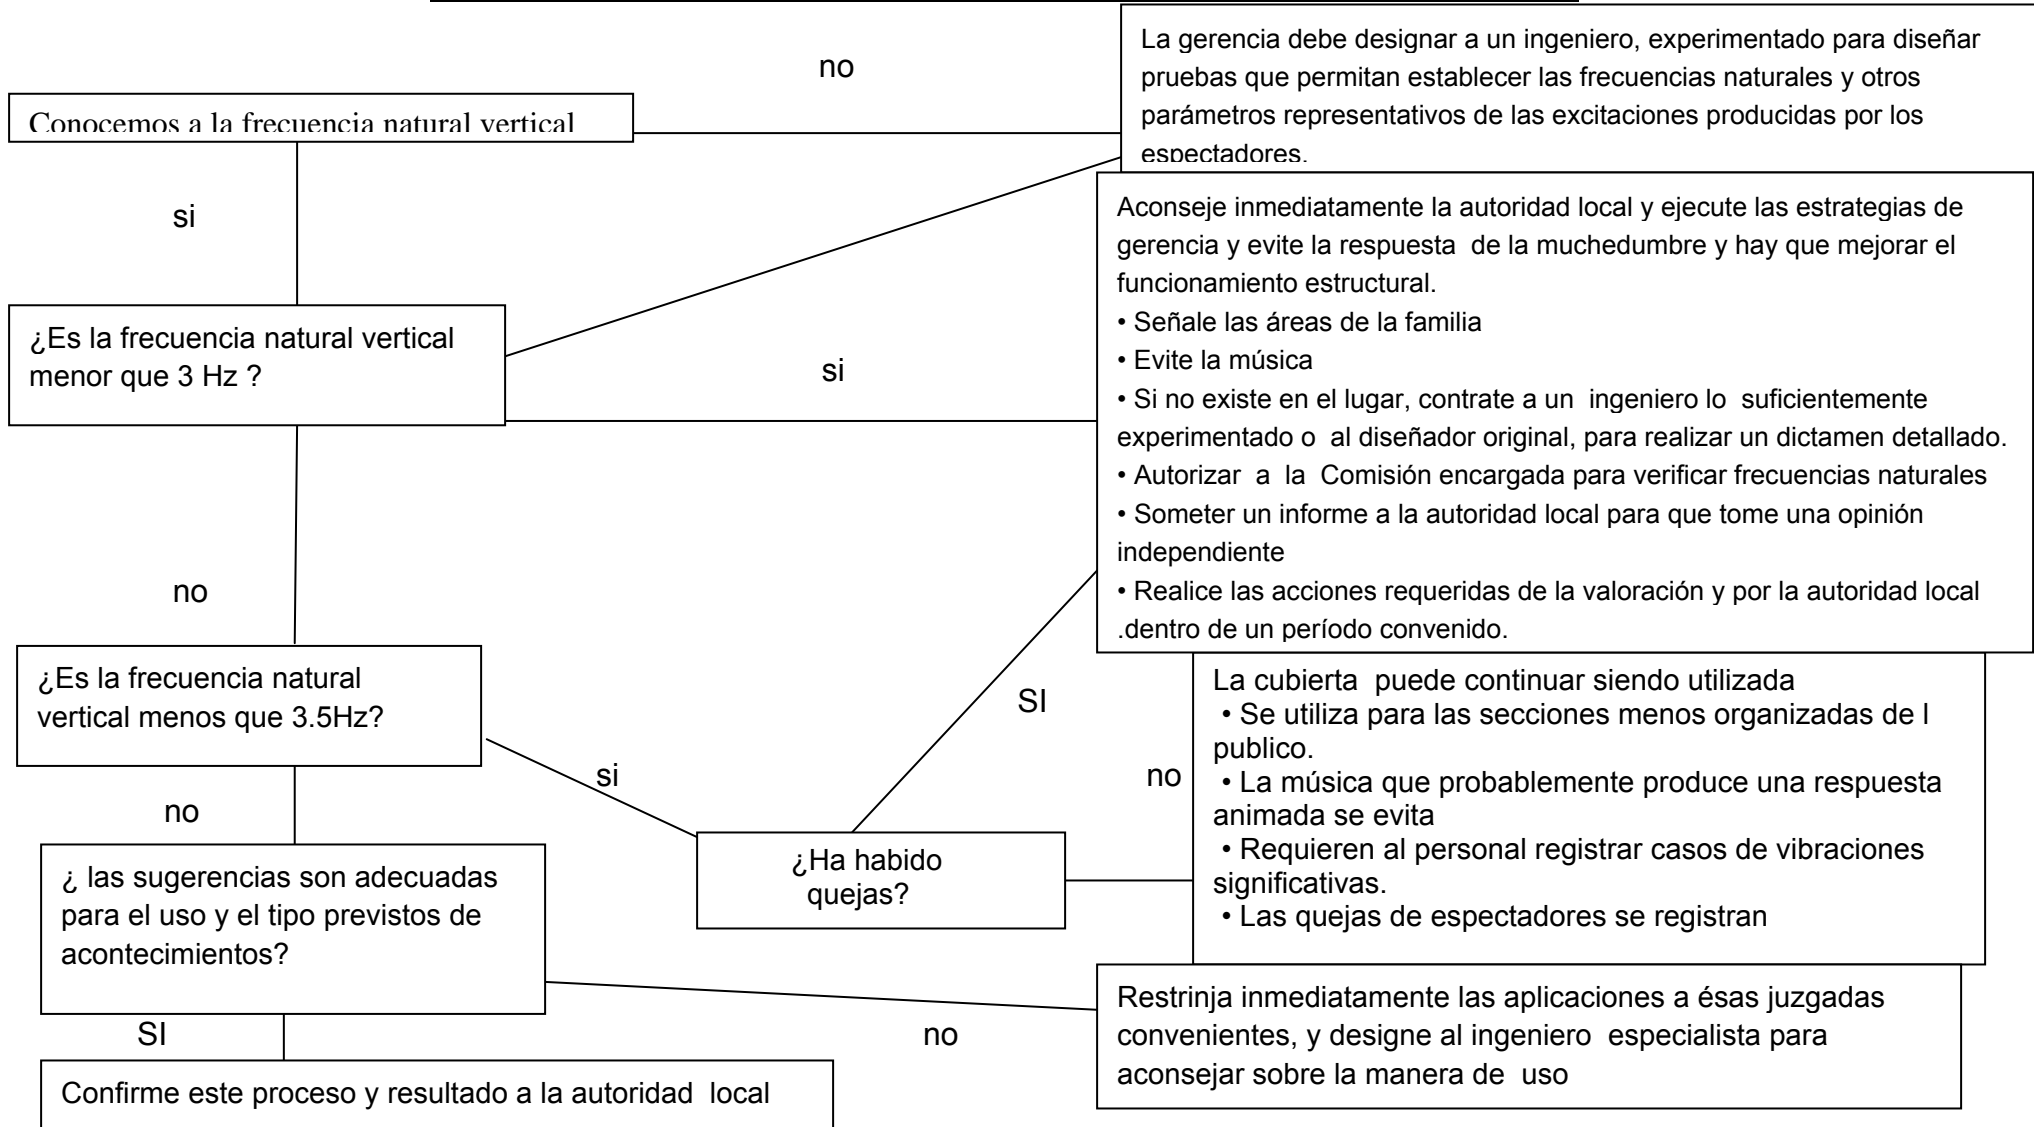 no
La gerencia debe designar a un ingeniero, experimentado para diseñar
pruebas que permitan establecer las frecuencias naturales y otros
parámetros representativos de las excitaciones producidas por los
espectadores.
Conocemos a la frecuencia natural vertical
si
Aconseje inmediatamente la autoridad local y ejecute las estrategias de
gerencia y evite la respuesta de la muchedumbre y hay que mejorar el
funcionamiento estructural.
• Señale las áreas de la familia
• Evite la música
• Si no existe en el lugar, contrate a un ingeniero lo suficientemente
experimentado o al diseñador original, para realizar un dictamen detallado.
• Autorizar a la Comisión encargada para verificar frecuencias naturales
• Someter un informe a la autoridad local para que tome una opinión
independiente
• Realice las acciones requeridas de la valoración y por la autoridad local
.dentro de un período convenido.
¿Es la frecuencia natural vertical
menor que 3 Hz ?
si
no
¿Es la frecuencia natural
vertical menos que 3.5Hz?
SI
si
no
no
La cubierta puede continuar siendo utilizada
• Se utiliza para las secciones menos organizadas de l
publico.
• La música que probablemente produce una respuesta
animada se evita
• Requieren al personal registrar casos de vibraciones
significativas.
• Las quejas de espectadores se registran
¿Ha habido
quejas?
¿ las sugerencias son adecuadas
para el uso y el tipo previstos de
acontecimientos?
SI
no
Restrinja inmediatamente las aplicaciones a ésas juzgadas
convenientes, y designe al ingeniero especialista para
aconsejar sobre la manera de uso
Confirme este proceso y resultado a la autoridad local